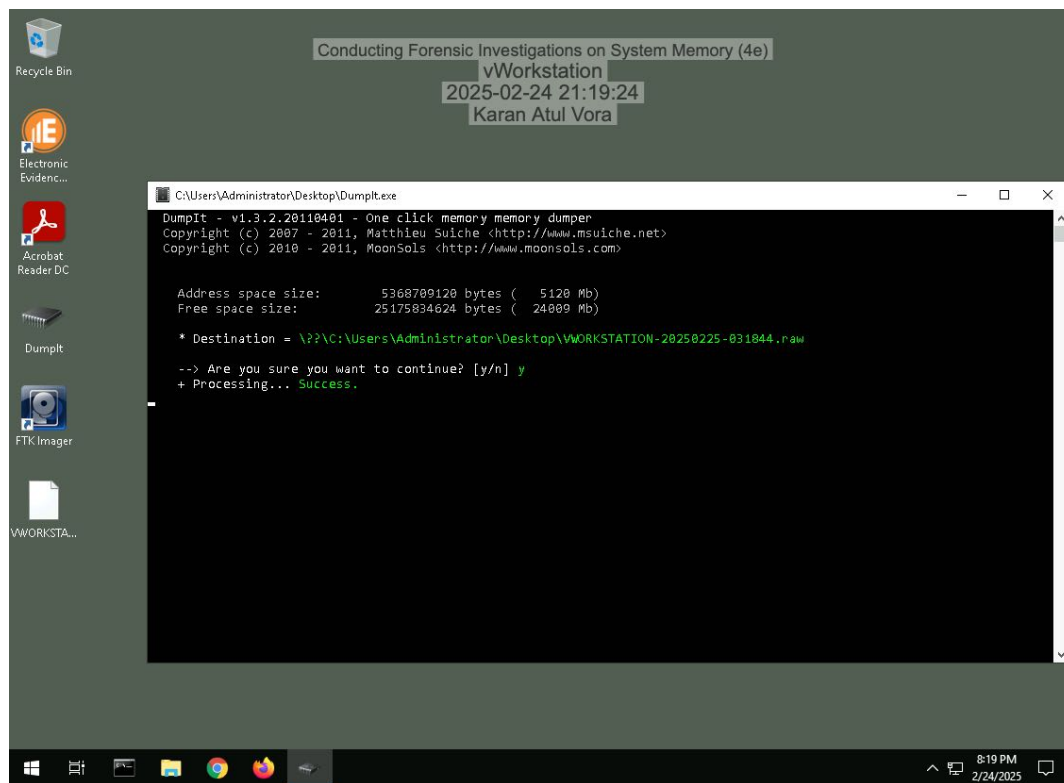 Conducting Forensic Investigations on System Memory (4e)
vWorkstation
2025-02-24 21:19:24
Karan Atul Vora
Recycle Bin
Electronic
Evidenc...
Acrobat
Reader DC
DumpIt
FTK Imager
VWORKSTA...
C:\Users\Administrator\Desktop\DumpIt.exe
DumpIt - v1.3.2.20110401 - One click memory memory dumper
Copyright (c) 2007 - 2011, Matthieu Suiche <http://www.msuiche.net>
Copyright (c) 2010 - 2011, MoonSols <http://www.moonsols.com>
Address space size: 5368709120 bytes ( 5120 Mb)
Free space size: 25175834624 bytes ( 24009 Mb)
* Destination = \??\C:\Users\Administrator\Desktop\VWORKSTATION-20250225-031844.raw
--> Are you sure you want to continue? [y/n] y
+ Processing... Success.
8:19 PM
2/24/2025